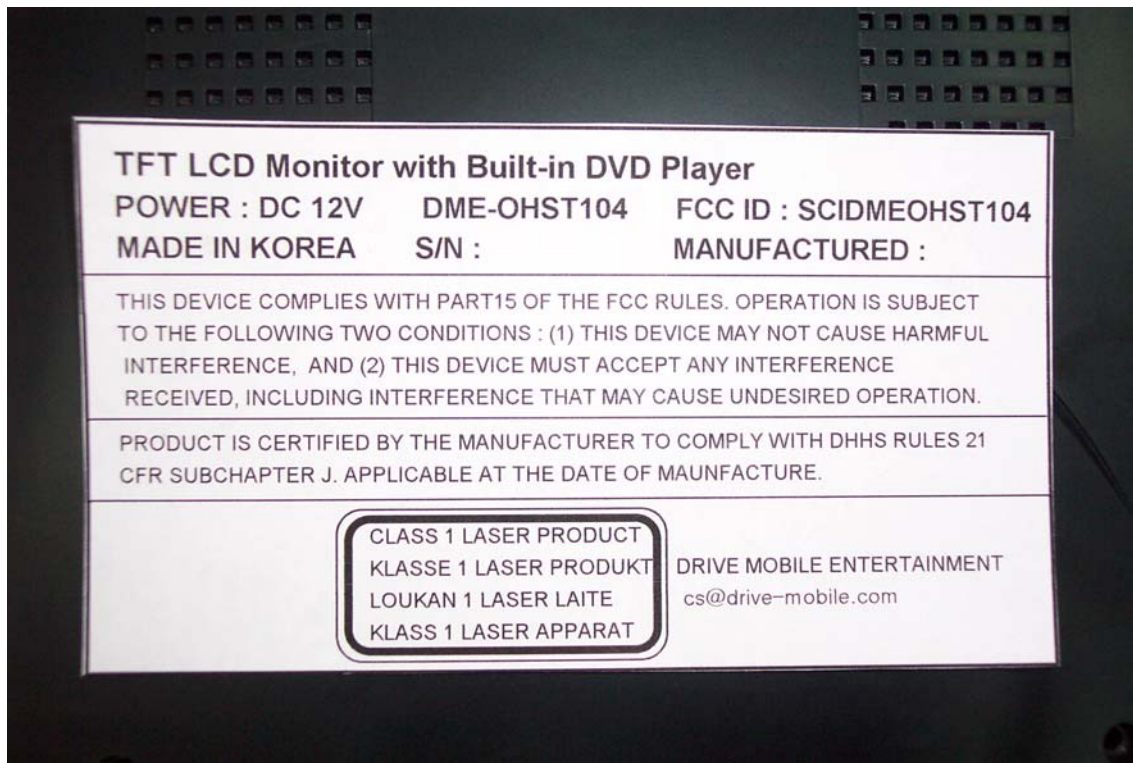 TFT LCD Monitor with Built-in DVD Player
POWER : DC 12V DME-OHST104 FCC ID : SCIDMEOHST104
MADE IN KOREA S/N : MANUFACTURED :
THIS DEVICE COMPLIES WITH PART15 OF THE FCC RULES. OPERATION IS SUBJECT
TO THE FOLLOWING TWO CONDITIONS : (1) THIS DEVICE MAY NOT CAUSE HARMFUL
INTERFERENCE, AND (2) THIS DEVICE MUST ACCEPT ANY INTERFERENCE
RECEIVED, INCLUDING INTERFERENCE THAT MAY CAUSE UNDESIRED OPERATION.
PRODUCT IS CERTIFIED BY THE MANUFACTURER TO COMPLY WITH DHHS RULES 21
CFR SUBCHAPTER J. APPLICABLE AT THE DATE OF MAUNFACTURE.
CLASS 1 LASER PRODUCT
KLASSE 1 LASER PRODUKT
LOUKAN 1 LASER LAITE
KLASS 1 LASER APPARAT
DRIVE MOBILE ENTERTAINMENT
cs@drive-mobile.com